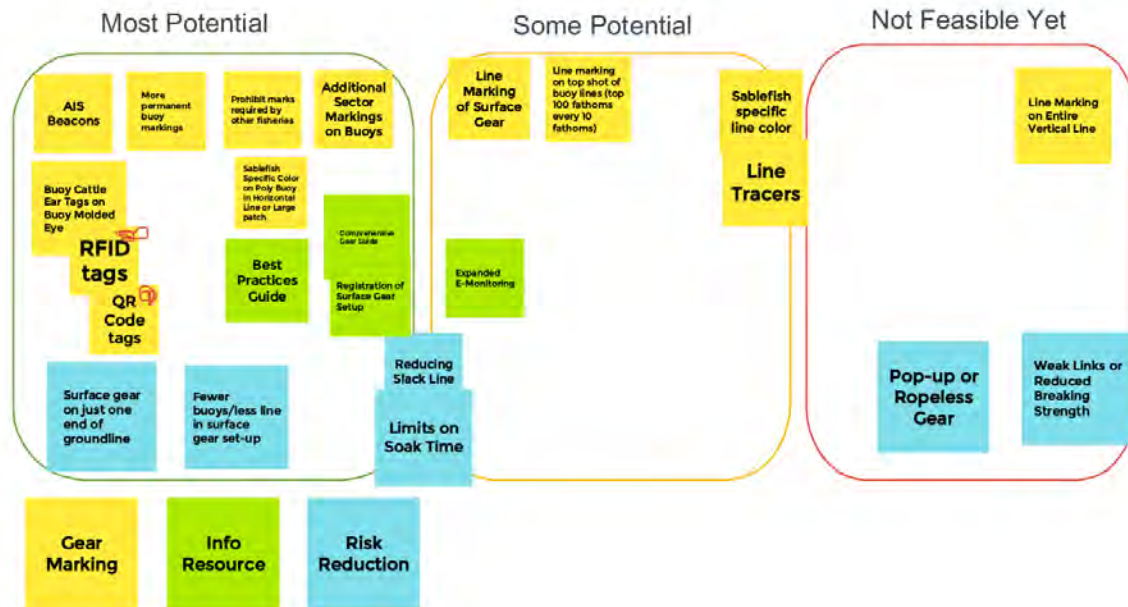 Most Potential
Some Potential
Not Feasible Yet
AIS
Beacons
More
permanent
buoy
markings
Prohibit marks
required by
other fisheries
Additional
Sector
Markings on
Buoys
Line
Marking
of Surface
Gear
Line marking
on top shot of
buoy lines (top
100 fathoms
every 10
fathoms)
Sablefish
specific
line color
Line
Tracers
Line Marking
on Entire
Vertical Line
Buoy Cattle
Ear Tags on
Buoy Molded
Eye
RFID
tags
QR
Code
tags
Sablefish
Specific Color
on Poly Buoy
in Horizontal
Line or Large
patch
Comprehensive
Gear Guide
Best
Practices
Guide
Registration of
Surface Gear
Setup
Expanded
E-Monitoring
Surface gear
on just one
end of
groundline
Fewer
buoys/less line
in surface
gear set-up
Reducing
Slack Line
Limits on
Soak Time
Pop-up or
Ropeless
Gear
Weak Links or
Reduced
Breaking
Strength
Gear
Marking
Info
Resource
Risk
Reduction